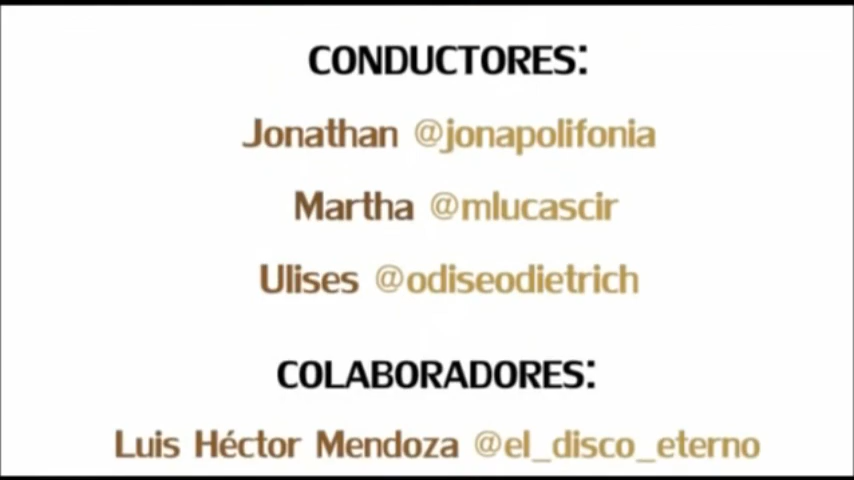 CONDUCTORES:
Jonathan @jonapolifonia
Martha @mlucascir
Ulises @odiseodietrich
COLABORADORES:
Luis Héctor Mendoza @el_disco_eterno